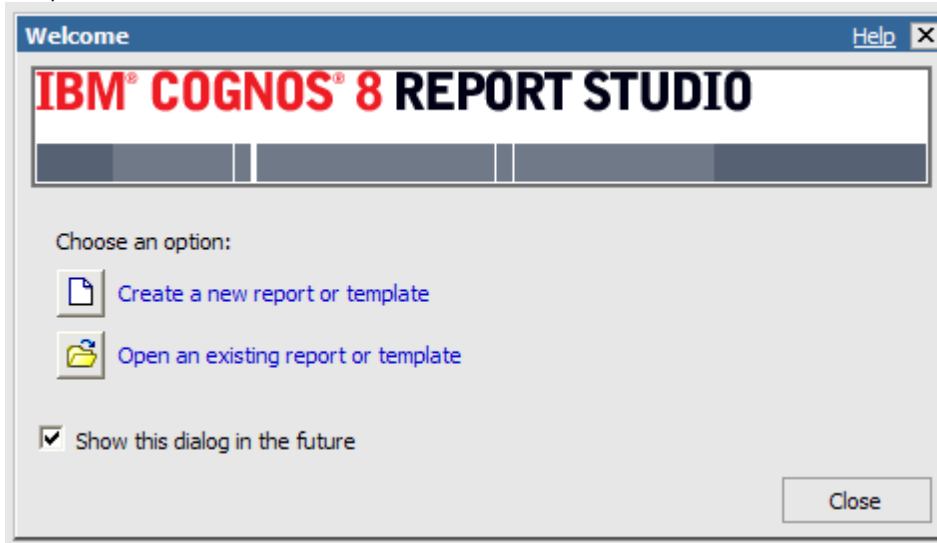 Welcome Help
IBM® COGNOS® 8 REPORT STUDIO
Choose an option:
Create a new report or template
Open an existing report or template
Show this dialog in the future
Close